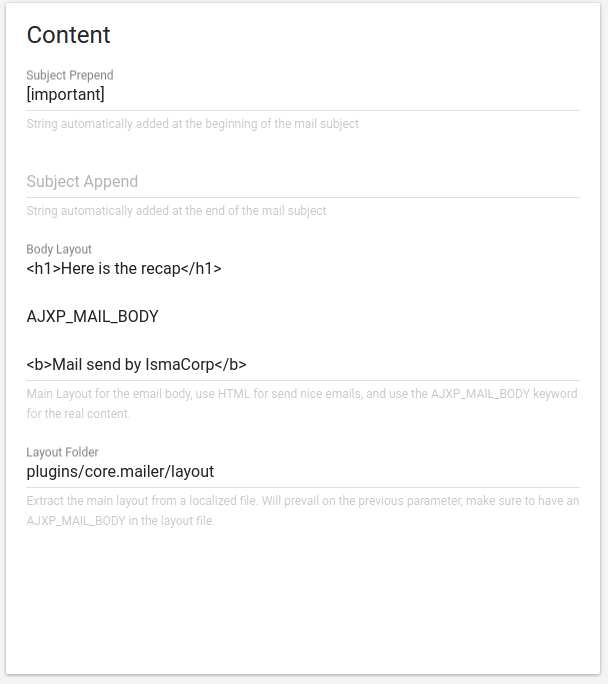 Content
Subject Prepend
[important]
String automatically added at the beginning of the mail subject
Subject Append
String automatically added at the end of the mail subject
Body Layout
<h1>Here is the recap</h1>
AJXP_MAIL_BODY
<b>Mail send by IsmaCorp</b>
Main Layout for the email body, use HTML for send nice emails, and use the AJXP_MAIL_BODY keyword
for the real content.
Layout Folder
plugins/core.mailer/layout
Extract the main layout from a localized file. Will prevail on the previous parameter, make sure to have an
AJXP_MAIL_BODY in the layout file.